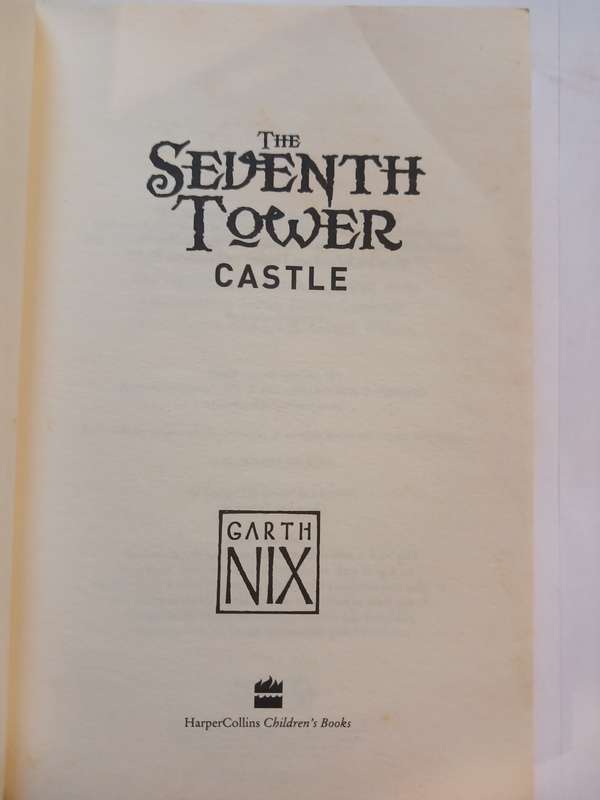 THE
SEVENTH
TOWER
CASTLE
GARTH
NIX
HarperCollins Children's Books